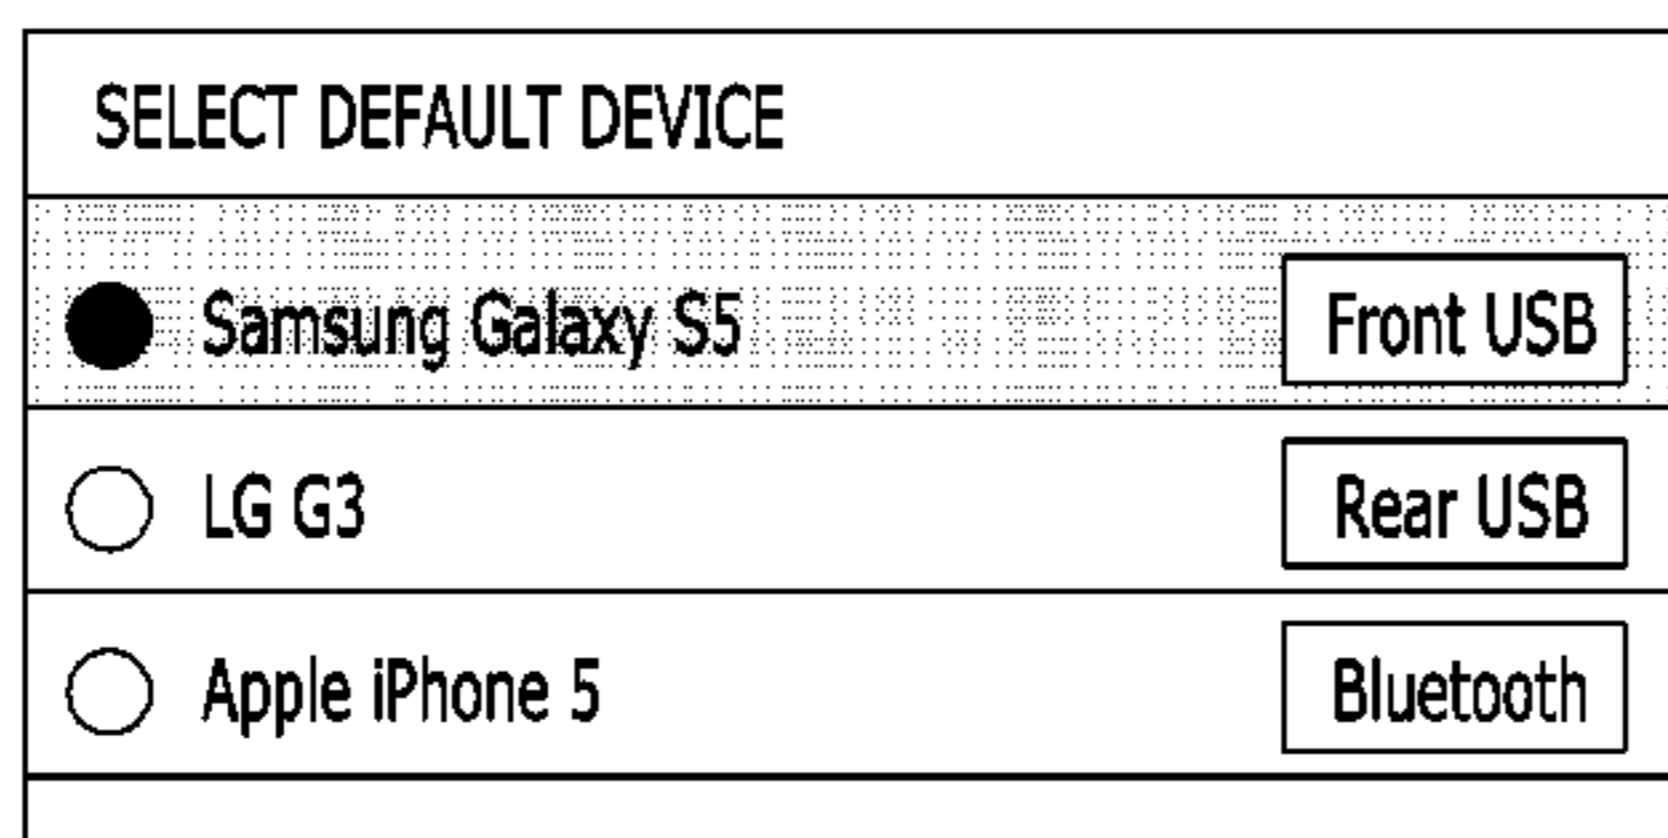 SELECT DEFAULT DEVICE
Samsung Galaxy S5 Front USB
LG G3 Rear USB
Apple iPhone 5 Bluetooth